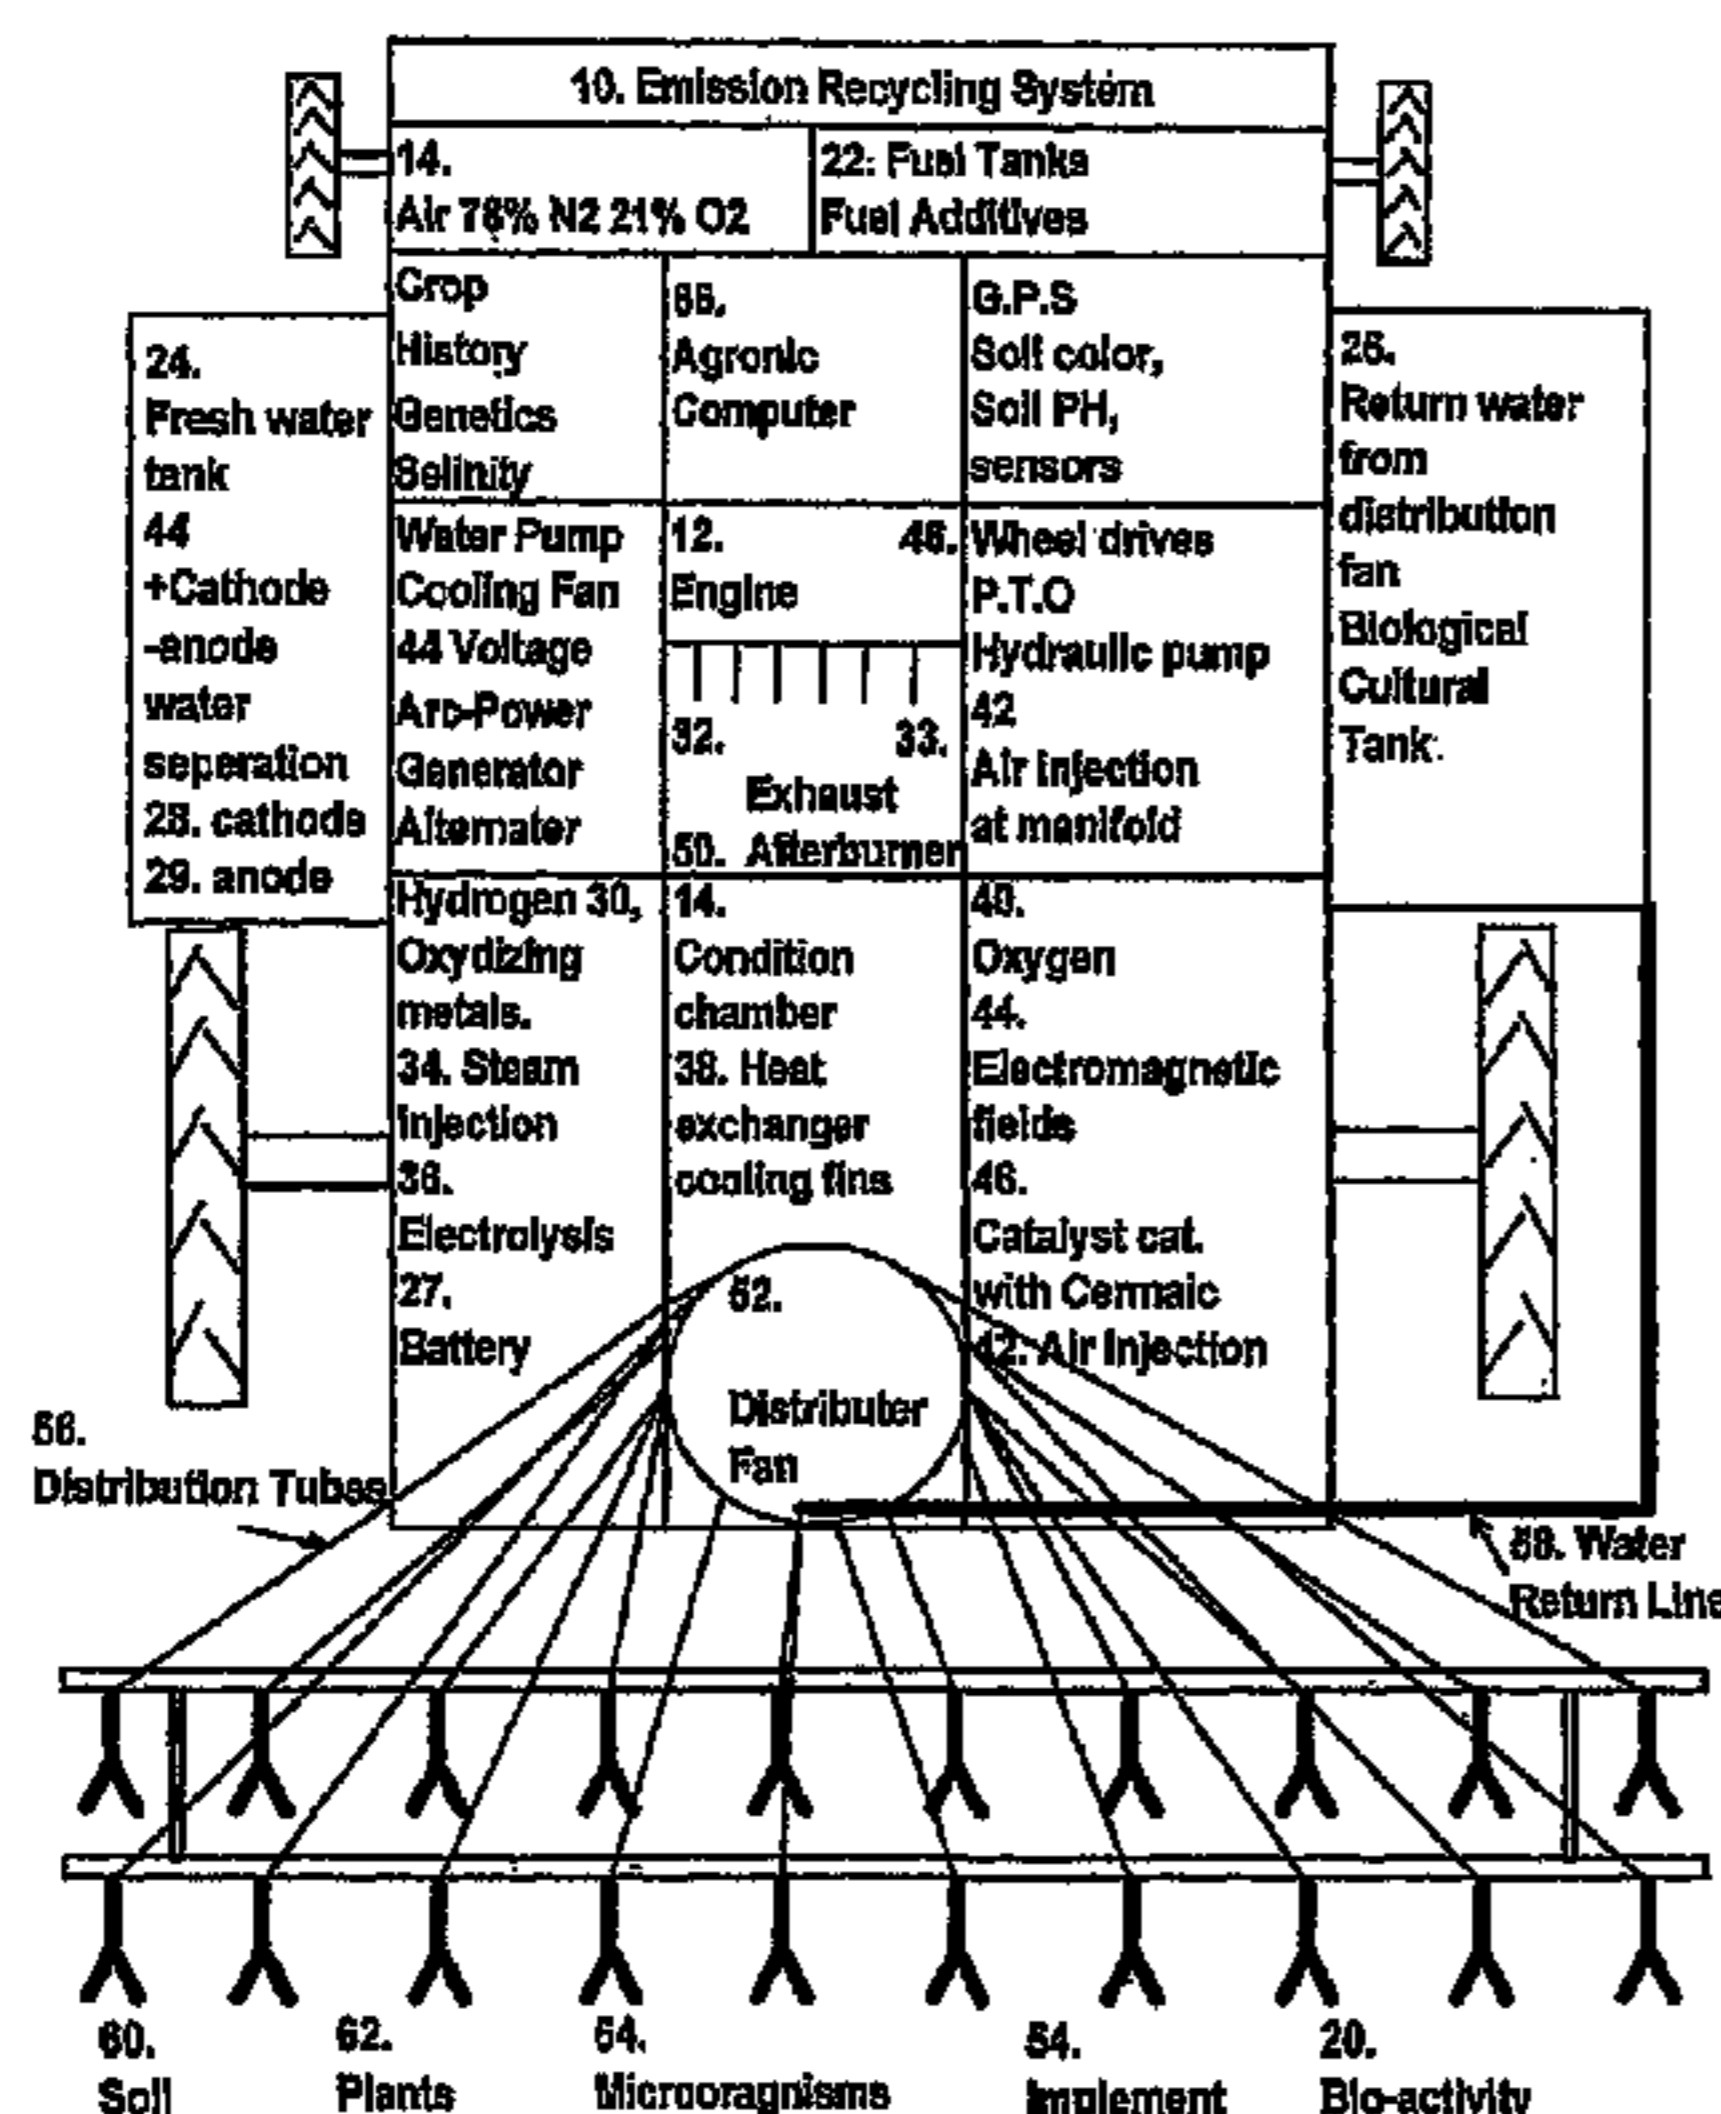 10. Emission Recycling System
14.
Air 78% N2 21% O2
22. Fuel Tanks
Fuel Additives
Crop
History
Genetics
Selinity
66.
Agronic
Computer
G.P.S
Soil color,
Soil PH,
sensors
24.
Fresh water
tank
44
+Cathode
-anode
water
seperation
28. cathode
29. anode
26.
Return water
from
distribution
fan
Biological
Cultural
Tank.
Water Pump
Cooling Fan
44 Voltage
Arc-Power
Generator
Alternater
12.
Engine
46.
Wheel drives
P.T.O
Hydraulic pump
42
Air injection
at manifold
32.
33.
Exhaust
50. Afterburner
Hydrogen 30,
Oxydizing
metals.
34. Steam
injection
36.
Electrolysis
27.
Battery
14.
Condition
chamber
38. Heat
exchanger
cooling fins
40.
Oxygen
44.
Electromagnetic
fields
46.
Catalyst cat.
with Cermaic
42. Air Injection
52.
Distributer
Fan
56.
Distribution Tubes
58. Water
Return Line
60.
Soil
62.
Plants
64.
Microoragnisms
54.
Implement
20.
Bio-activity